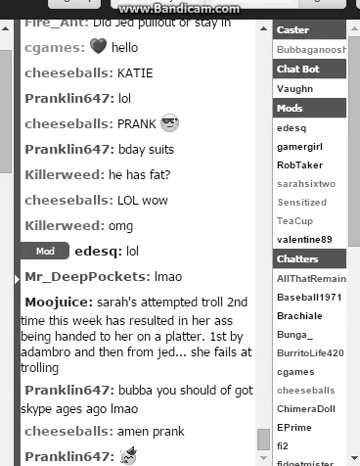 www.Bandicam.com
Fire_Ant: Did Jed pullout or stay in
cgames: hello
cheeseballs: KATIE
Pranklin647: lol
cheeseballs: PRANK
Pranklin647: bday suits
Killerweed: he has fat?
cheeseballs: LOL wow
Killerweed: omg
Mod edesq: lol
Mr_DeepPockets: lmao
Moojuice: sarah's attempted troll 2nd
time this week has resulted in her ass
being handed to her on a platter. 1st by
adambro and then from jed... she fails at
trolling
Pranklin647: bubba you should of got
skype ages ago lmao
cheeseballs: amen prank
Pranklin647:
Caster
Bubbaganoosh
Chat Bot
Vaughn
Mods
edesq
gamergirl
RobTaker
sarahsixtwo
Sensitized
TeaCup
valentine89
Chatters
AllThatRemain
Baseball1971
Brachiale
Bunga_
BurritoLife420
cgames
cheeseballs
ChimeraDoll
EPrime
fi2
fidgetmister